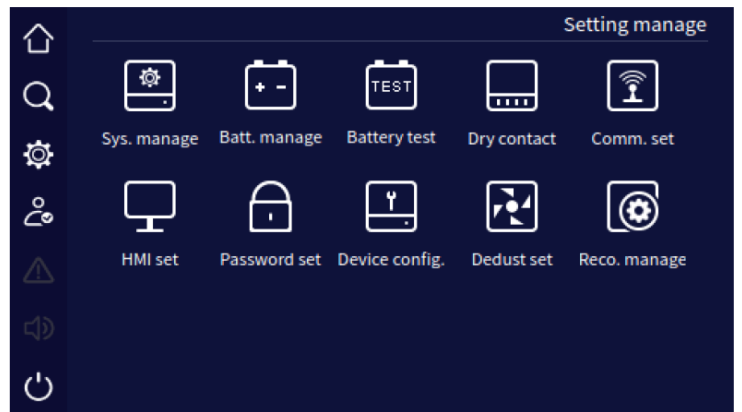 Setting manage
TEST
Sys. manage Batt. manage Battery test Dry contact Comm. set
HMI set Password set Device config. Dedust set Reco. manage